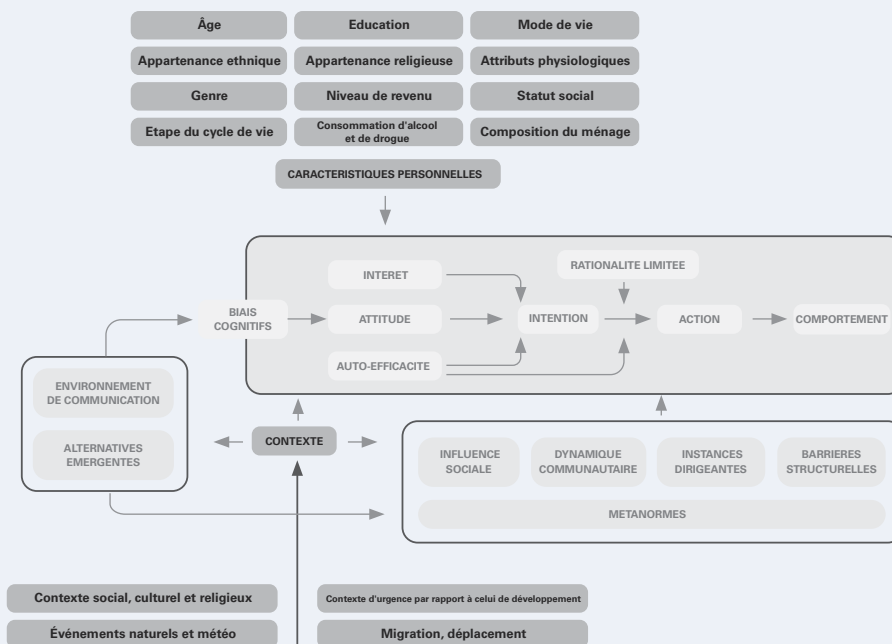 Âge
Education
Mode de vie
Appartenance ethnique
Appartenance religieuse
Attributs physiologiques
Genre
Niveau de revenu
Statut social
Etape du cycle de vie
Consommation d'alcool
et de drogue
Composition du ménage
CARACTERISTIQUES PERSONNELLES
INTERET
RATIONALITE LIMITEE
BIAIS
COGNITIFS
ATTITUDE
INTENTION
ACTION
COMPORTEMENT
AUTO-EFFICACITE
ENVIRONNEMENT
DE COMMUNICATION
ALTERNATIVES
EMERGENTES
CONTEXTE
INFLUENCE
SOCIALE
DYNAMIQUE
COMMUNAUTAIRE
INSTANCES
DIRIGEANTES
BARRIERES
STRUCTURELLES
METANORMES
Contexte social, culturel et religieux
Contexte d'urgence par rapport à celui de développement
Événements naturels et météo
Migration, déplacement